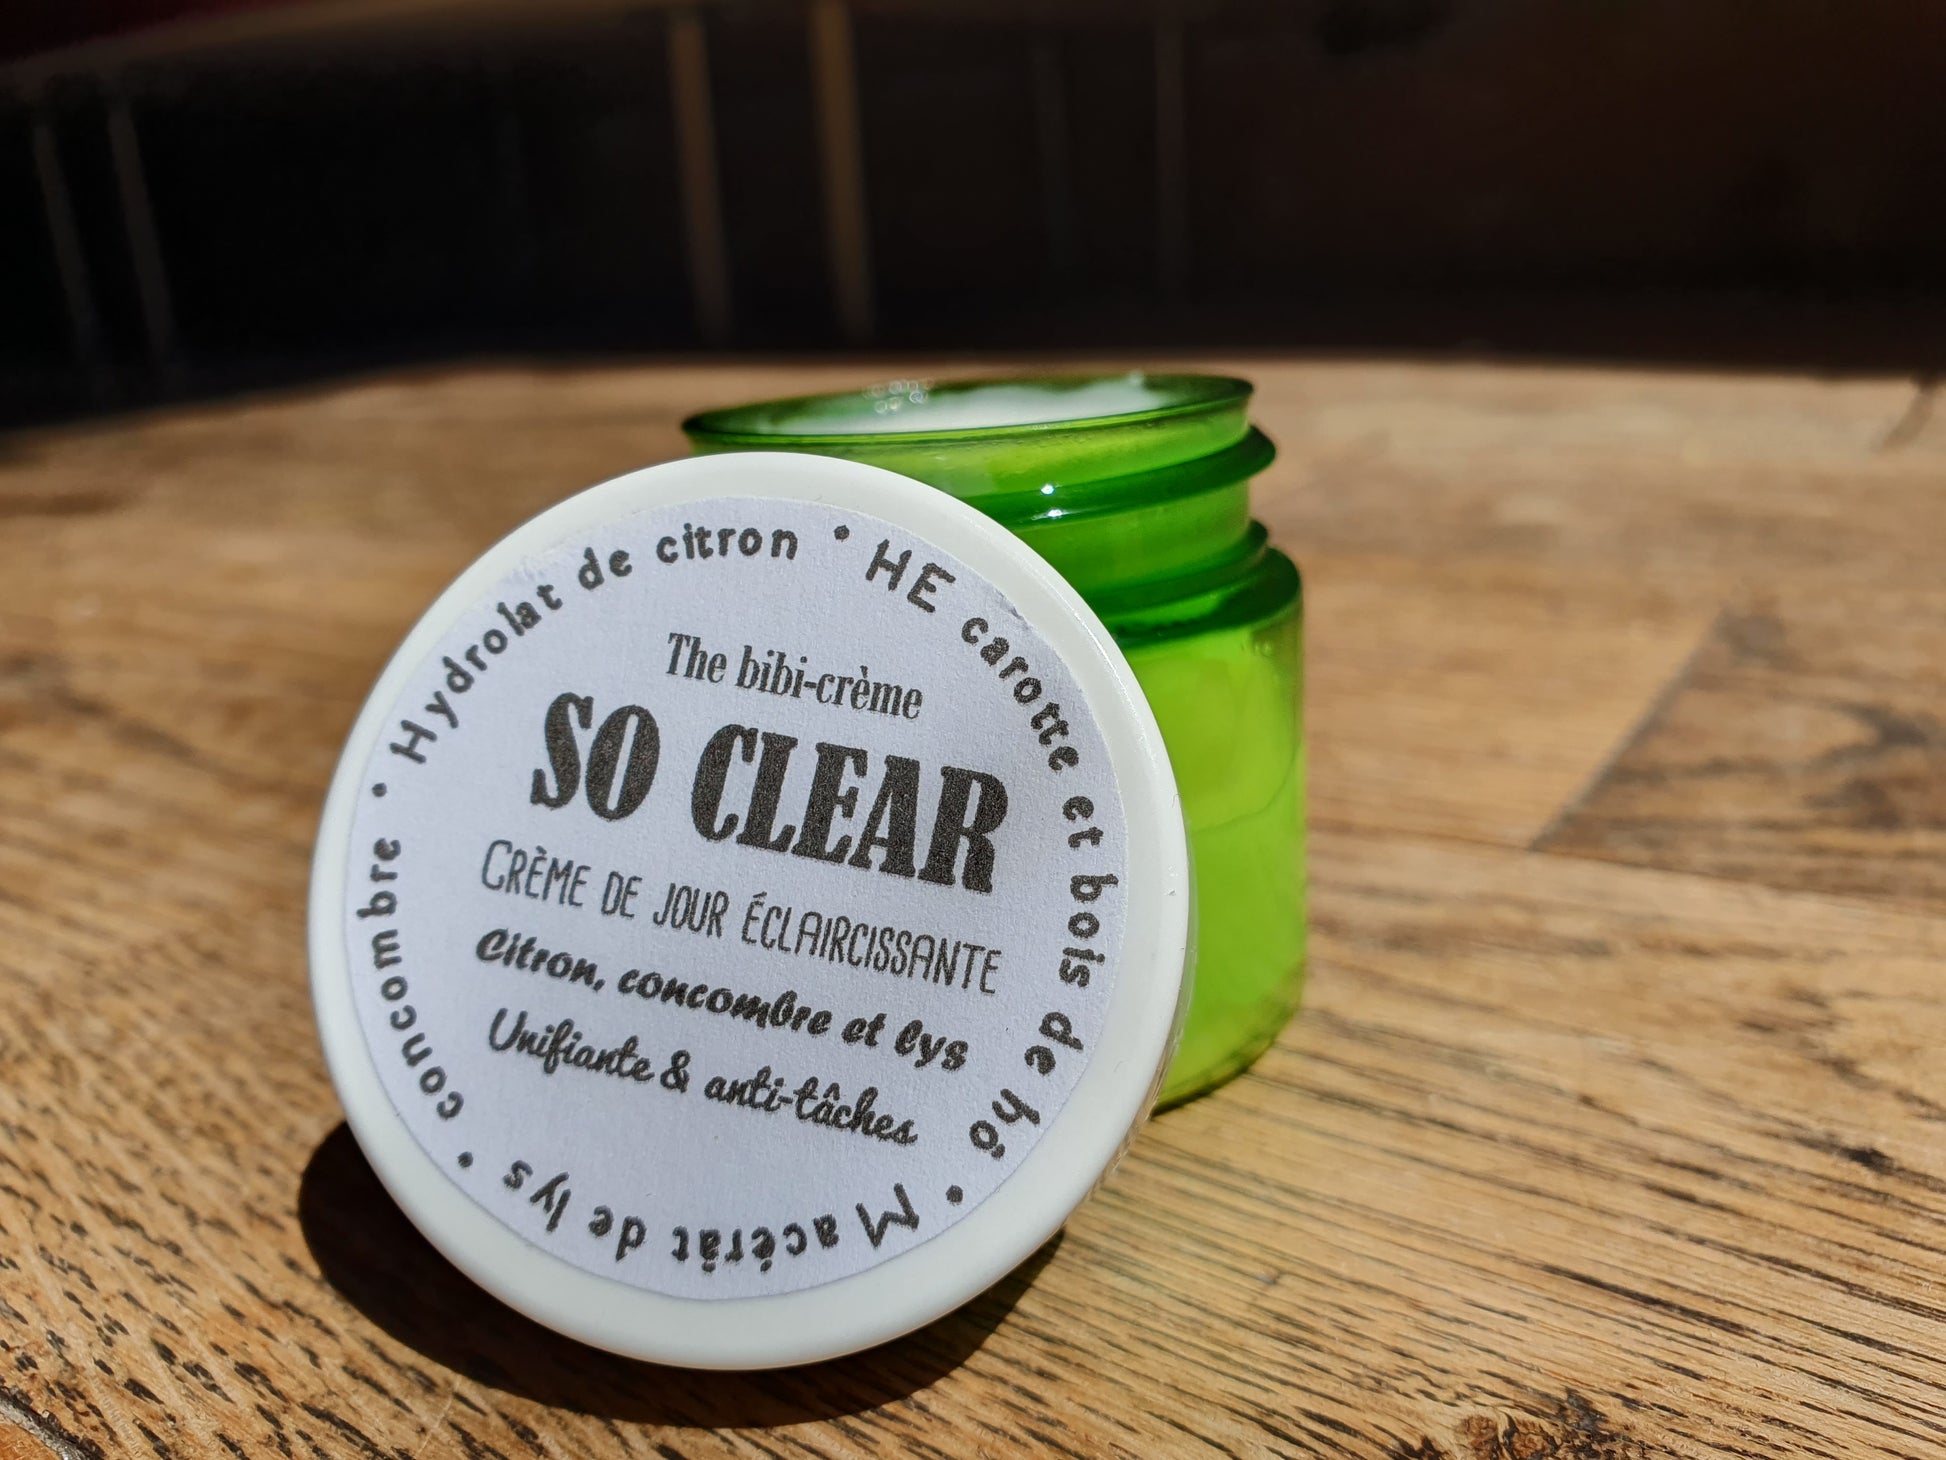 The bibi-crème
SO CLEAR
CRÈME DE JOUR ÉCLAIRCISSANTE
Citron, concombre et lys
Unifiante & anti-tâches
Hydrolat de citron • HE carotte et bois de hô • Macérât de lys • concombre •